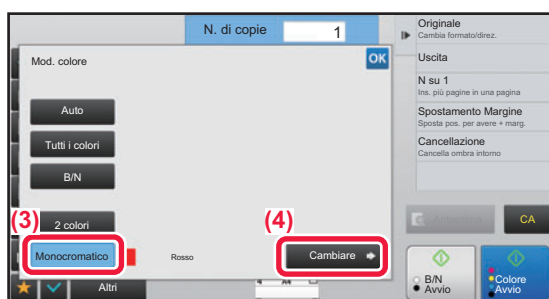 N. di copie
1
Mod. colore
OK
Auto
Tutti i colori
B/N
(3)
2 colori
Monocromatico
Rosso
(4)
Cambiare
Altri
A4
Originale
Cambia formato/direz.
Uscita
N su 1
Ins. più pagine in una pagina
Spostamento Margine
Sposta pos. per avere + marg.
Cancellazione
Cancella ombra intorno
Anteprima
CA
B/N
Avvio
Colore
Avvio